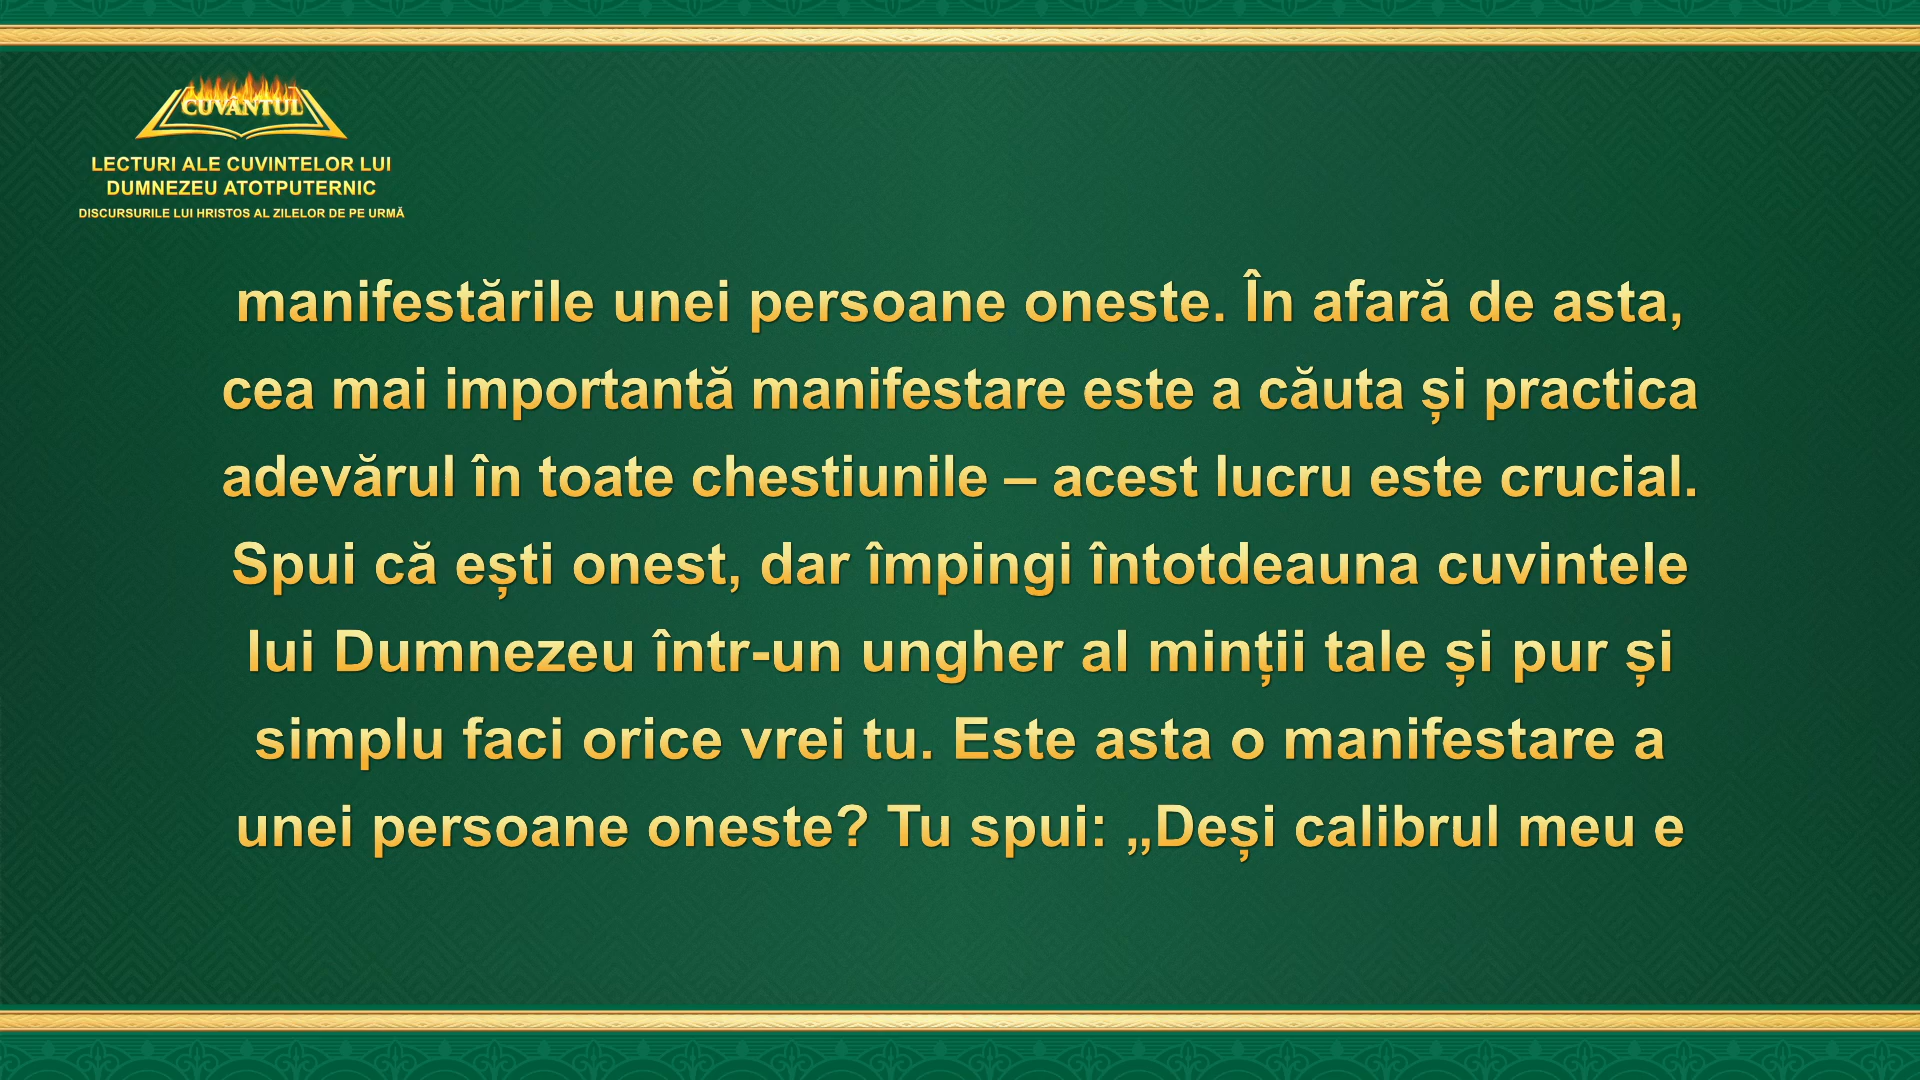 CUVÂNTUL
LECTURI ALE CUVINTELOR LUI
DUMNEZEU ATOTPUTERNIC
DISCURSURILE LUI HRISTOS AL ZILELOR DE PE URMĂ
manifestările unei persoane oneste. În afară de asta,
cea mai importantă manifestare este a căuta și practica
adevărul în toate chestiunile – acest lucru este crucial.
Spui că ești onest, dar împingi întotdeauna cuvintele
lui Dumnezeu într-un ungher al minții tale și pur și
simplu faci orice vrei tu. Este asta o manifestare a
unei persoane oneste? Tu spui: „Deși calibrul meu e